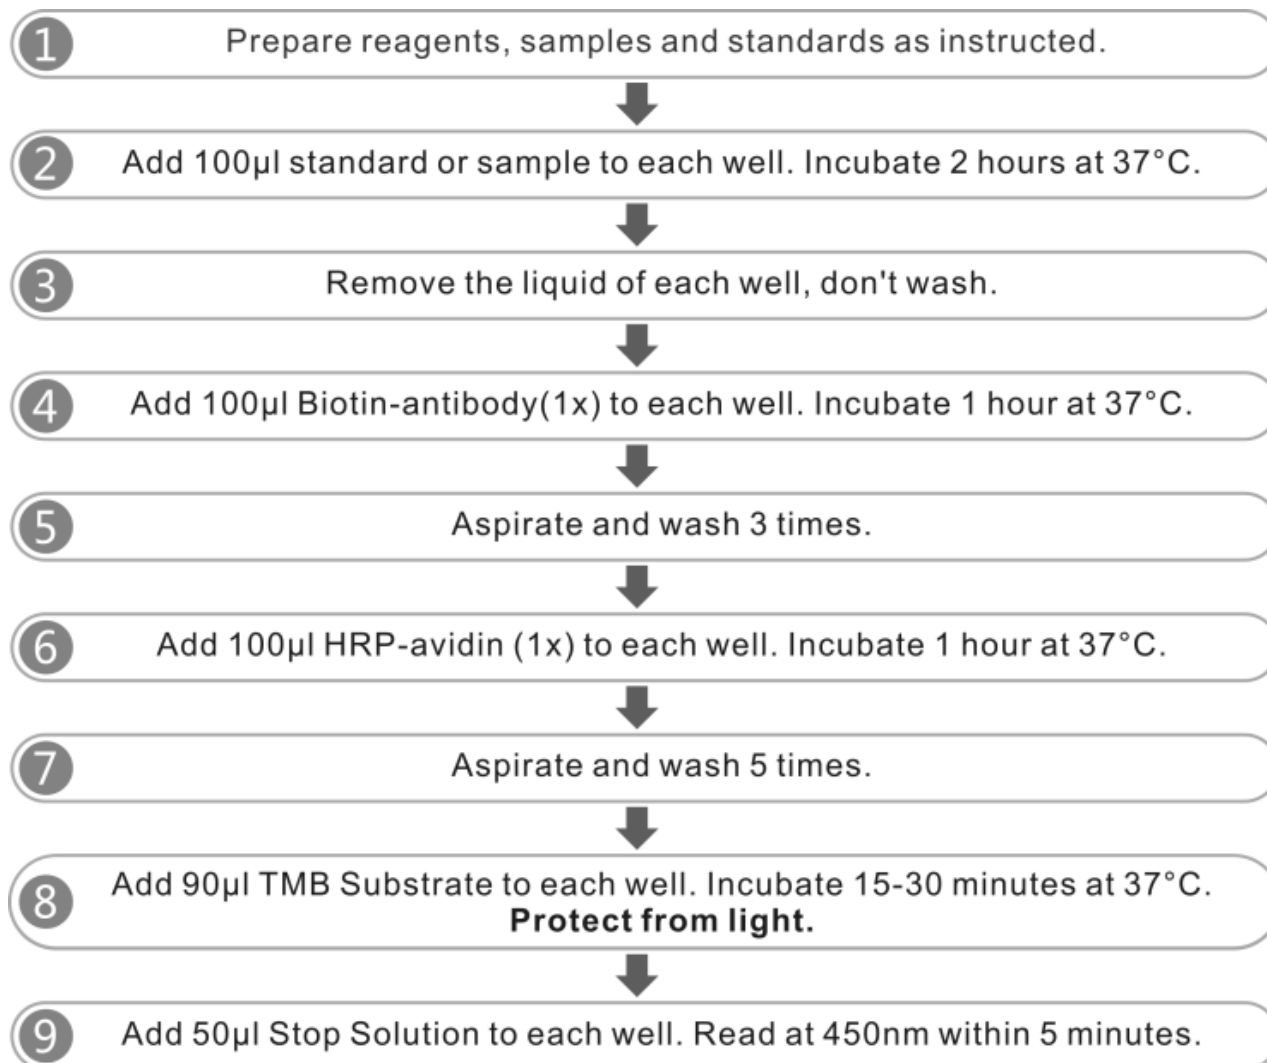 1 Prepare reagents, samples and standards as instructed.
2 Add 100μl standard or sample to each well. Incubate 2 hours at 37°C.
3 Remove the liquid of each well, don't wash.
4 Add 100μl Biotin-antibody(1x) to each well. Incubate 1 hour at 37°C.
5 Aspirate and wash 3 times.
6 Add 100μl HRP-avidin (1x) to each well. Incubate 1 hour at 37°C.
7 Aspirate and wash 5 times.
8 Add 90μl TMB Substrate to each well. Incubate 15-30 minutes at 37°C.
Protect from light.
9 Add 50μl Stop Solution to each well. Read at 450nm within 5 minutes.